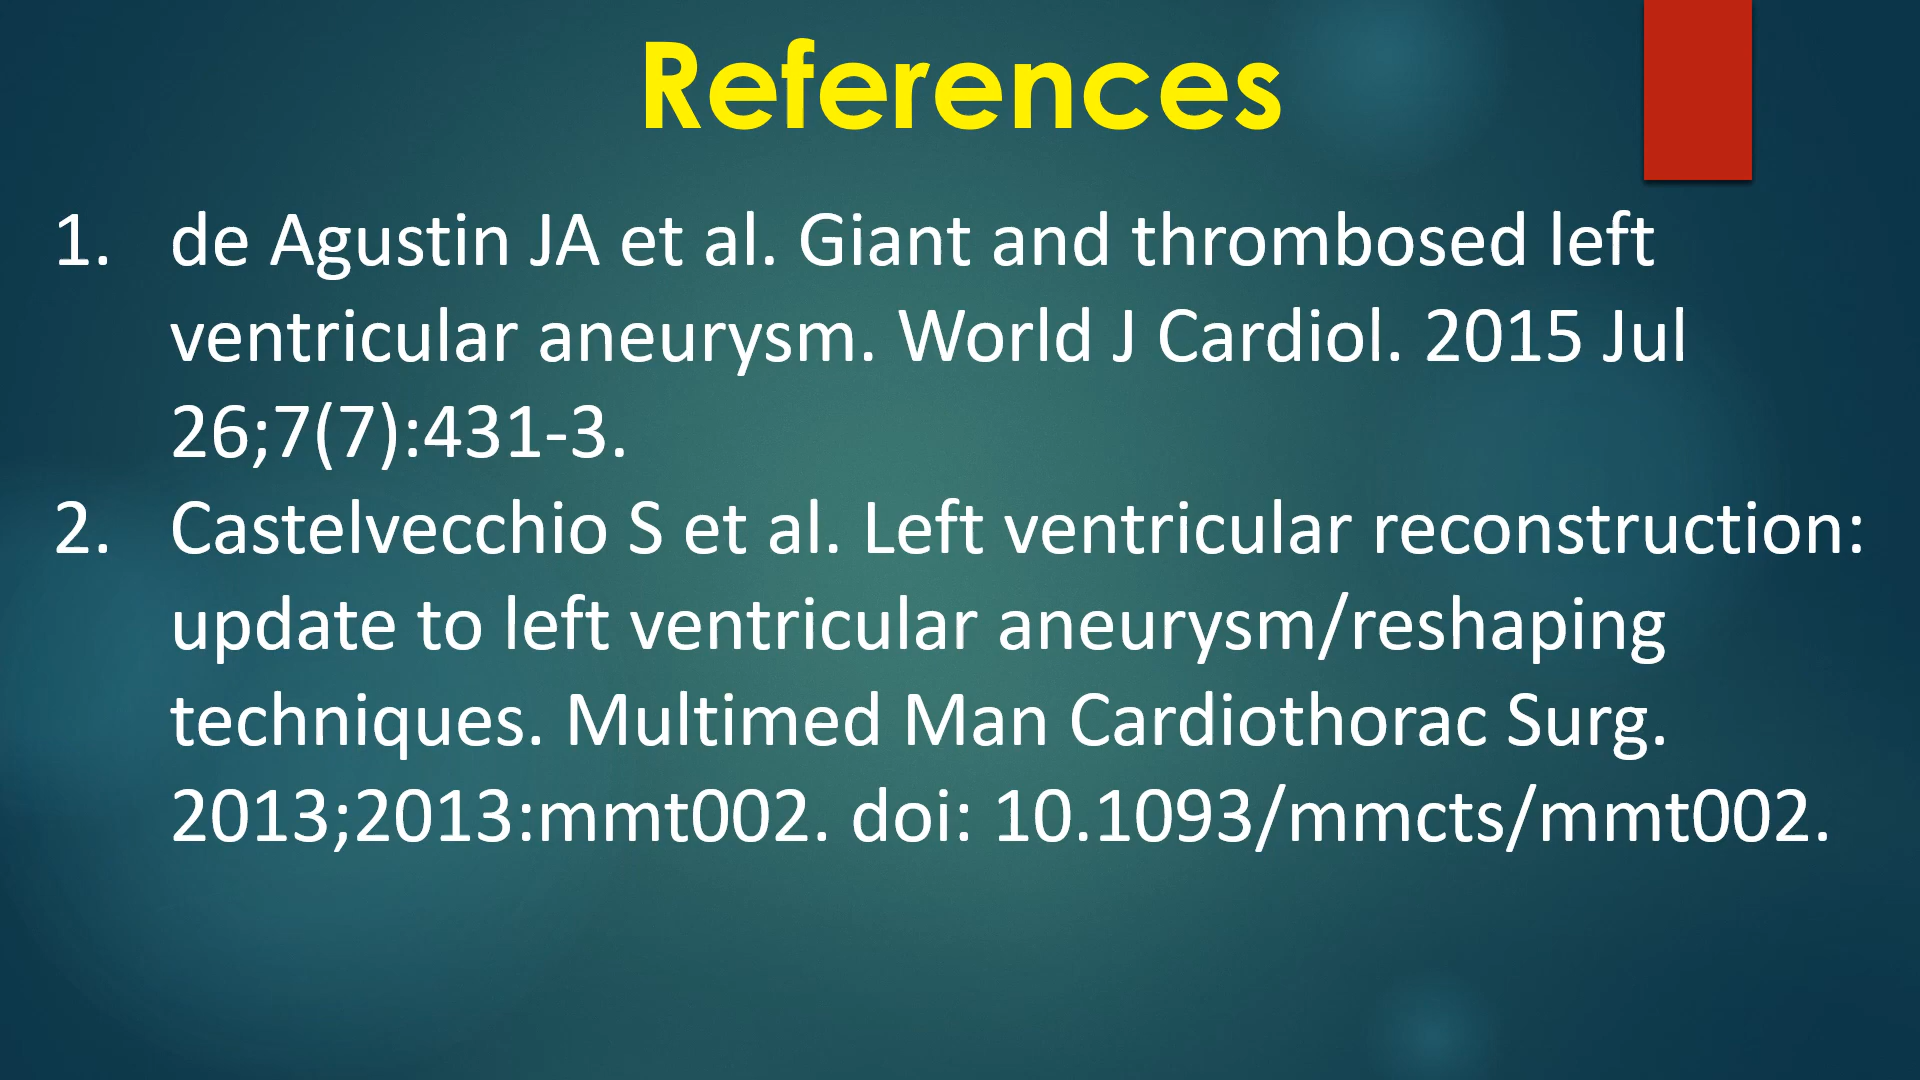 References
1. de Agustin JA et al. Giant and thrombosed left
ventricular aneurysm. World J Cardiol. 2015 Jul
26;7(7):431-3.
2. Castelvecchio S et al. Left ventricular reconstruction:
update to left ventricular aneurysm/reshaping
techniques. Multimed Man Cardiothorac Surg.
2013;2013:mmt002. doi: 10.1093/mmcts/mmt002.